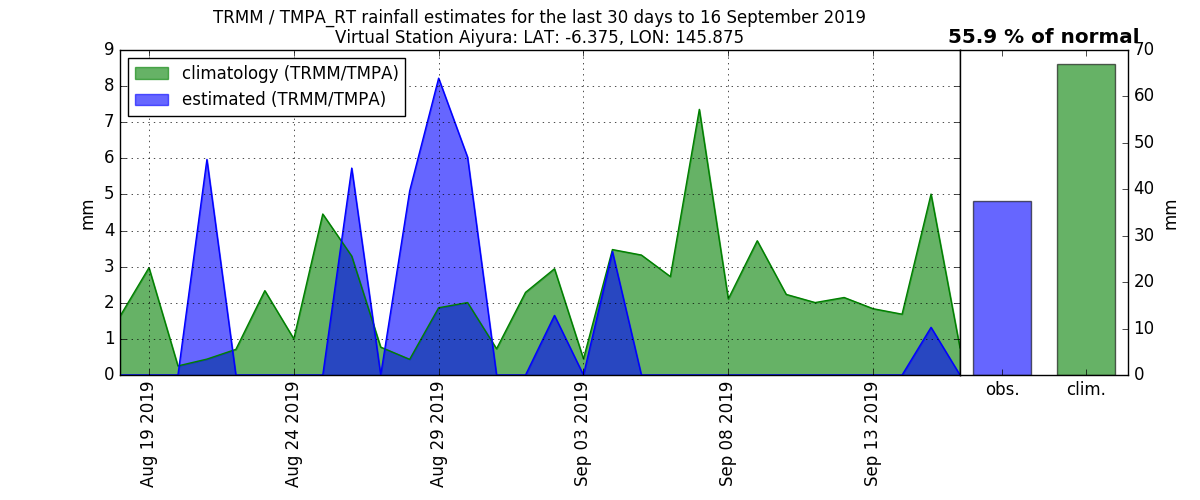 TRMM / TMPA_RT rainfall estimates for the last 30 days to 16 September 2019
Virtual Station Aiyura: LAT: -6.375, LON: 145.875
55.9 % of normal
climatology (TRMM/TMPA)
estimated (TRMM/TMPA)
9
8
7
6
5
4
3
2
1
0
mm
Aug 19 2019
Aug 24 2019
Aug 29 2019
Sep 03 2019
Sep 08 2019
Sep 13 2019
70
60
50
40
30
20
10
0
mm
obs.
clim.